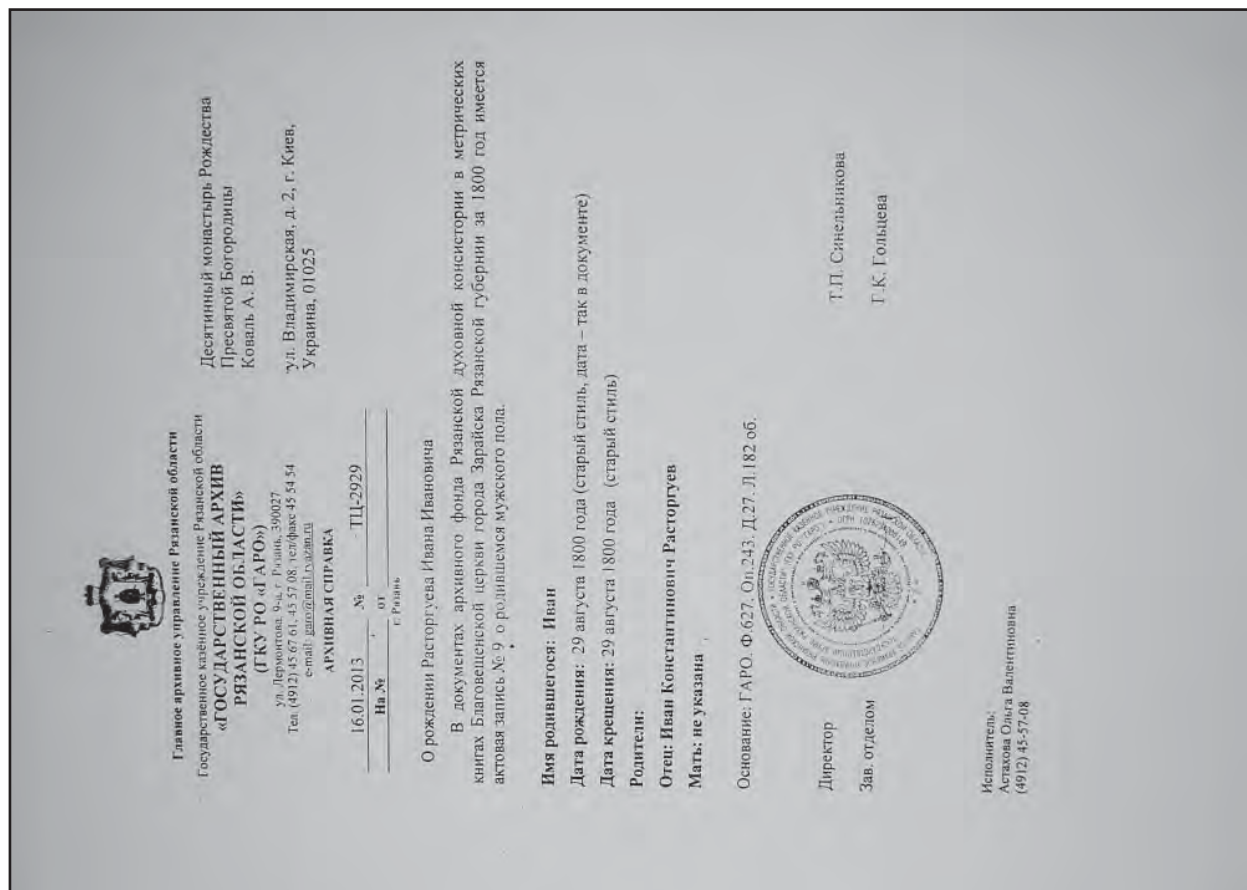 Главное архивное управление Рязанской области
Государственное казённое учреждение Рязанской области
«ГОСУДАРСТВЕННЫЙ АРХИВ
РЯЗАНСКОЙ ОБЛАСТИ»
(ГКУ РО «ГАРО»)
ул. Лермонтова, 9-а, г. Рязань, 390027
Тел. (4912) 45 67 61, 45 57 08, тел/факс 45 54 54
e-mail: garo@mail.ryazan.ru
АРХИВНАЯ СПРАВКА
16.01.2013 № ТЦ-2929
На № от
г. Рязань
Десятинный монастырь Рождества
Пресвятой Богородицы
Коваль А. В.
ул. Владимирская, д. 2, г. Киев,
Украина, 01025
О рождении Расторгуева Ивана Ивановича
В документах архивного фонда Рязанской духовной консистории в метрических
книгах Благовещенской церкви города Зарайска Рязанской губернии за 1800 год имеется
актовая запись № 9 о родившемся мужского пола.
Имя родившегося: Иван
Дата рождения: 29 августа 1800 года (старый стиль, дата – так в документе)
Дата крещения: 29 августа 1800 года (старый стиль)
Родители:
Отец: Иван Константинович Расторгуев
Мать: не указана
Основание: ГАРО. Ф.627. Оп.243. Д.27. Л.182 об.
Директор Т.П. Синельникова
Зав. отделом Г.К. Гольцева
Исполнитель:
Астахова Ольга Валентиновна
(4912) 45-57-08